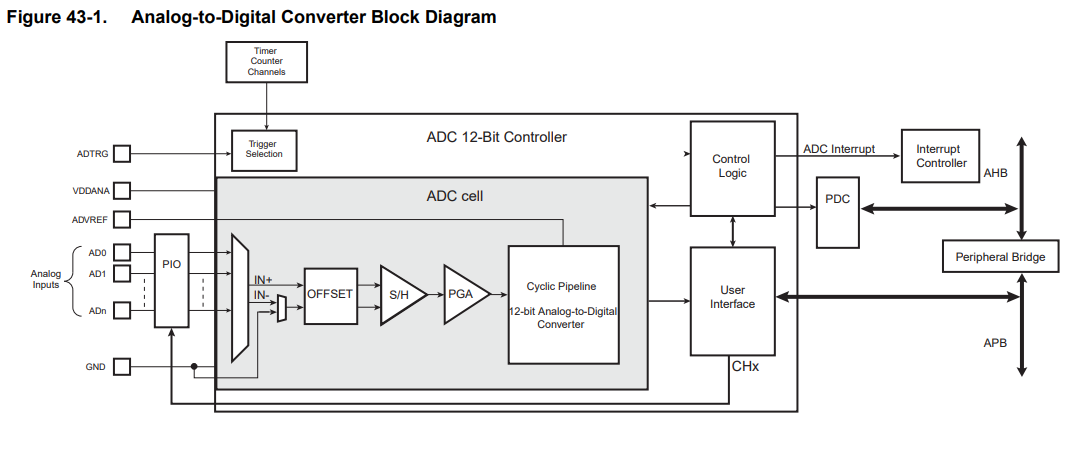 Figure 43-1. Analog-to-Digital Converter Block Diagram
Timer
Counter
Channels
ADC 12-Bit Controller
ADTRG
Trigger
Selection
Control
Logic
ADC Interrupt
Interrupt
Controller
AHB
VDDANA
ADC cell
PDC
ADVREF
AD0
PIO
Analog
Inputs
AD1
ADn
IN+
IN-
OFFSET
S/H
PGA
Cyclic Pipeline
12-bit Analog-to-Digital
Converter
User
Interface
Peripheral Bridge
APB
GND
CHx